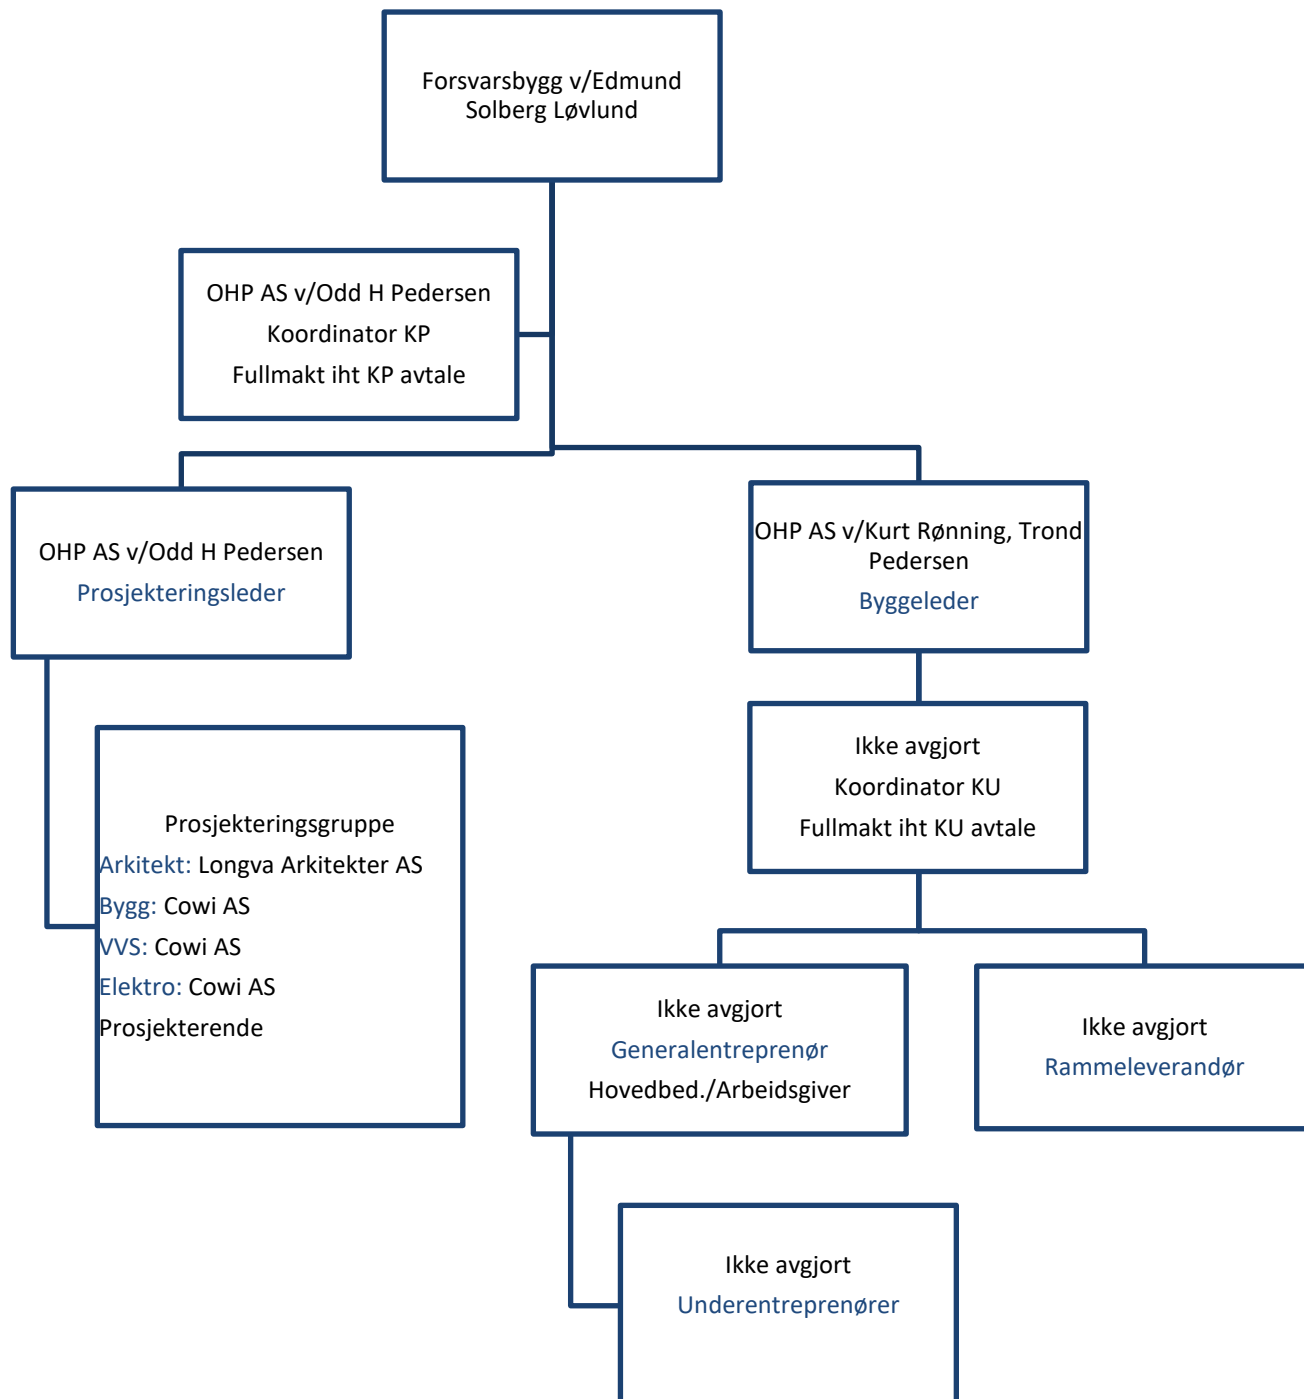 Forsvarsbygg v/Edmund
Solberg Løvlund
OHP AS v/Odd H Pedersen
Koordinator KP
Fullmakt iht KP avtale
OHP AS v/Odd H Pedersen
Prosjekteringsleder
OHP AS v/Kurt Rønning, Trond
Pedersen
Byggeleder
Prosjekteringsgruppe
Arkitekt: Longva Arkitekter AS
Bygg: Cowi AS
VVS: Cowi AS
Elektro: Cowi AS
Prosjekterende
Ikke avgjort
Koordinator KU
Fullmakt iht KU avtale
Ikke avgjort
Generalentreprenør
Hovedbed./Arbeidsgiver
Ikke avgjort
Rammeleverandør
Ikke avgjort
Underentreprenører